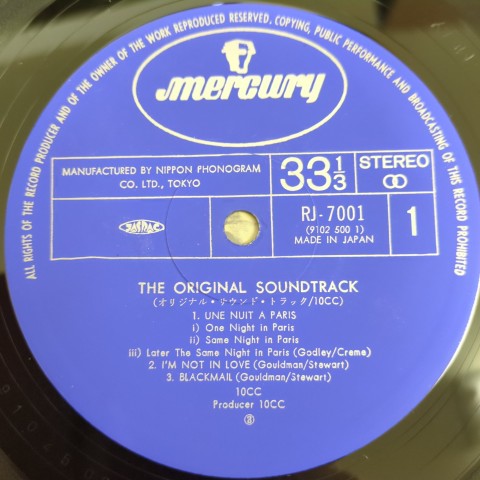 ALL RIGHTS OF THE RECORD PRODUCER AND OF THE OWNER OF THE WORK REPRODUCED RESERVED, COPYING, PUBLIC PERFORMANCE AND BROADCASTING OF THIS RECORD PROHIBITED
mercury
MANUFACTURED BY NIPPON PHONOGRAM
CO. LTD., TOKYO
33 1/3
STEREO
JASRAC
RJ-7001
(9102 500 1)
MADE IN JAPAN
1
THE ORIGINAL SOUNDTRACK
(オリジナル・サウンド・トラック/10CC)
1. UNE NUIT A PARIS
i) One Night in Paris
ii) Same Night in Paris
iii) Later The Same Night in Paris (Godley/Creme)
2. I'M NOT IN LOVE (Gouldman/Stewart)
3. BLACKMAIL (Gouldman/Stewart)
10CC
Producer 10CC